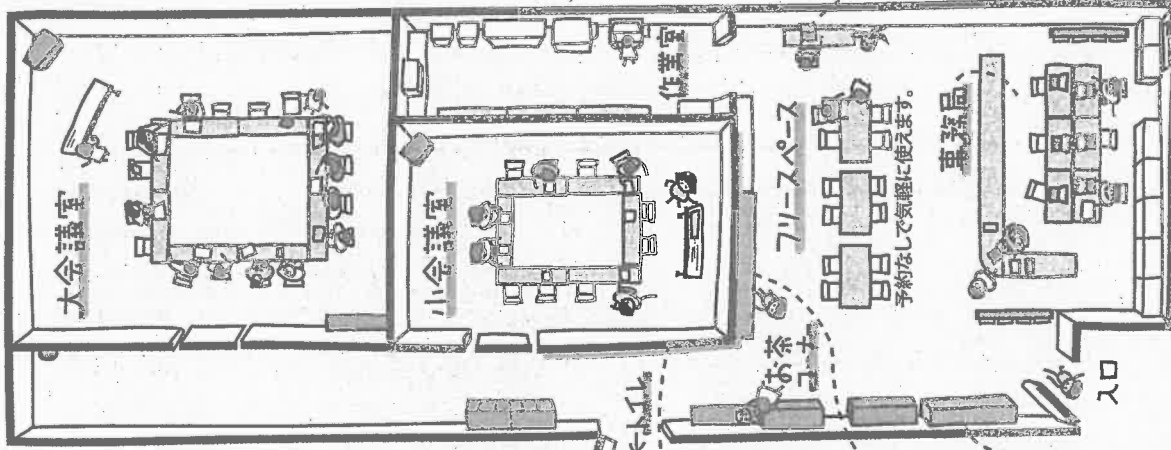 大会議室
小会議室
作業室
フリースペース
予約なしで気軽に使えます。
事務局
お茶
コーナー
←トイレ
入口